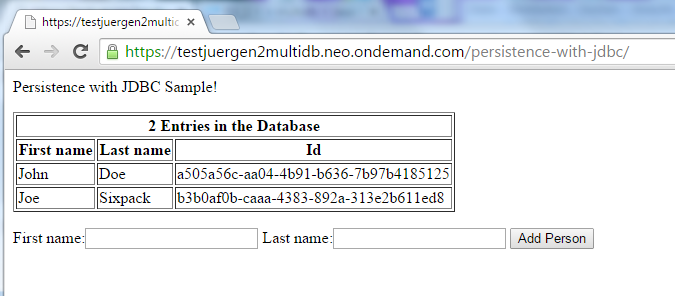 https://testjuergen2multidb
https://testjuergen2multidb.neo.ondemand.com/persistence-with-jdbc/
Persistence with JDBC Sample!
2 Entries in the Database
First name Last name Id
John Doe a505a56c-aa04-4b91-b636-7b97b4185125
Joe Sixpack b3b0af0b-caaa-4383-892a-313e2b611ed8
First name: Last name: Add Person